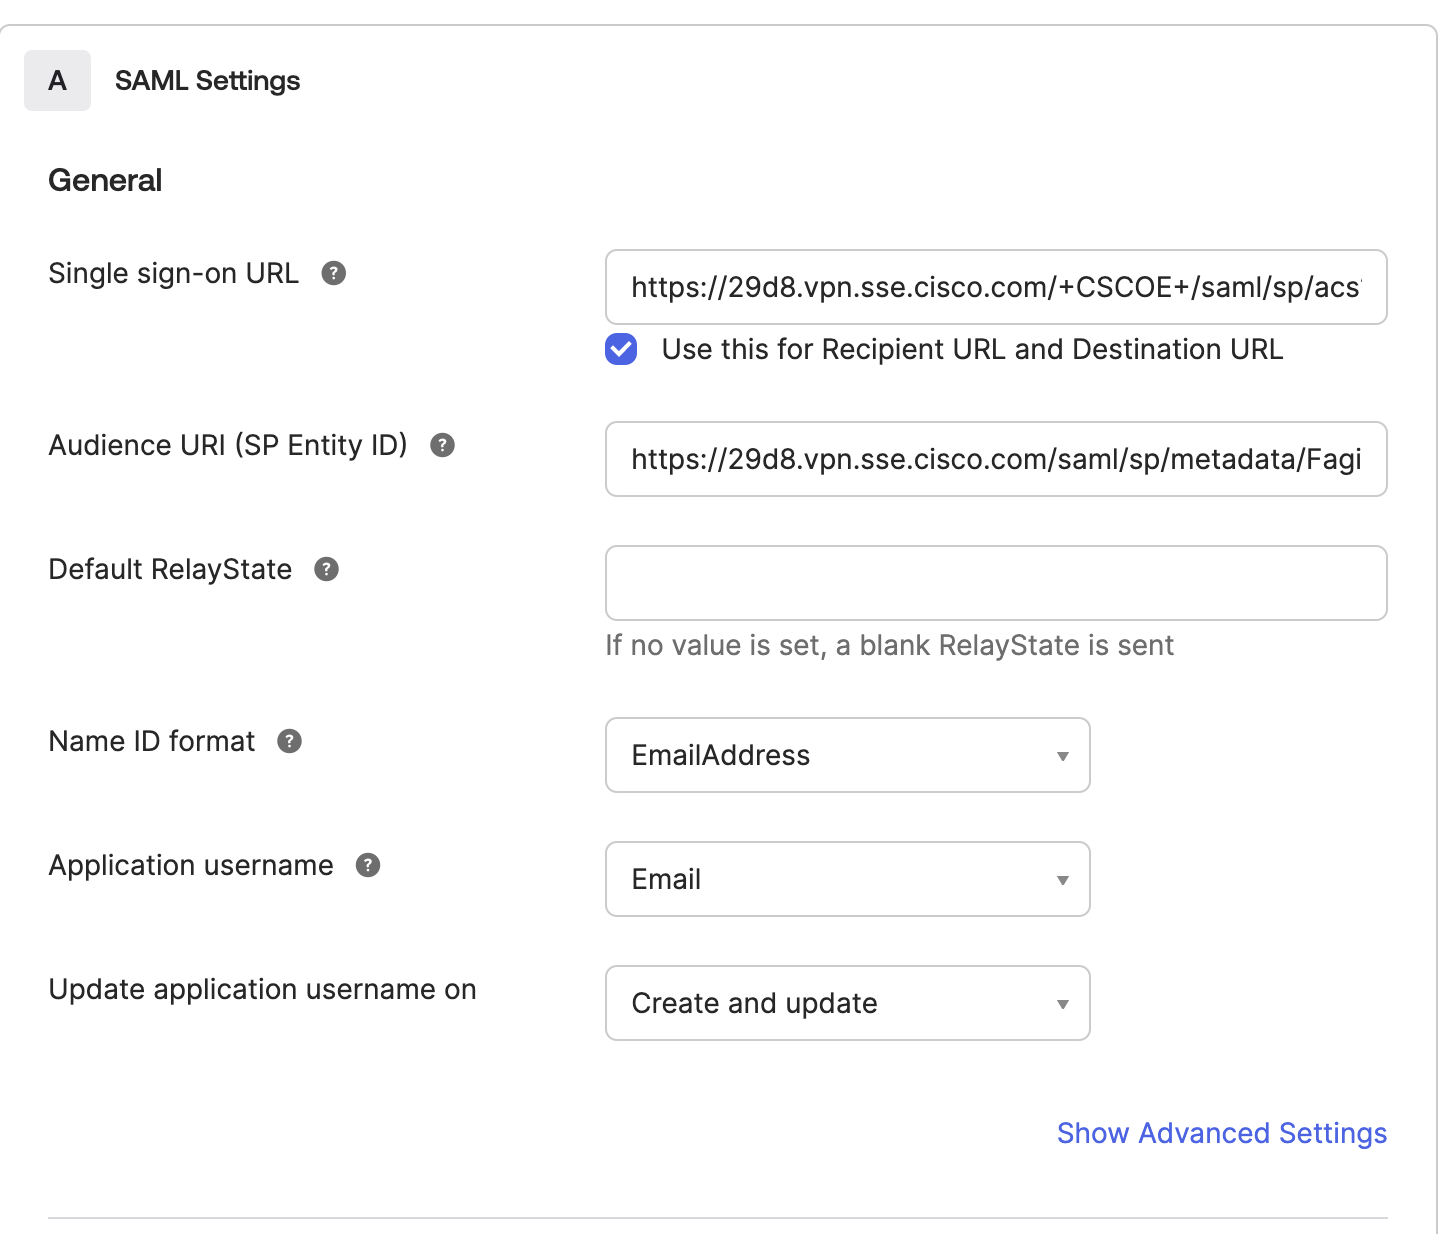 A SAML Settings
General
Single sign-on URL ?
https://29d8.vpn.sse.cisco.com/+CSCOE+/saml/sp/acs
Use this for Recipient URL and Destination URL
Audience URI (SP Entity ID) ?
https://29d8.vpn.sse.cisco.com/saml/sp/metadata/Fagi
Default RelayState ?
If no value is set, a blank RelayState is sent
Name ID format ?
EmailAddress
Application username ?
Email
Update application username on
Create and update
Show Advanced Settings